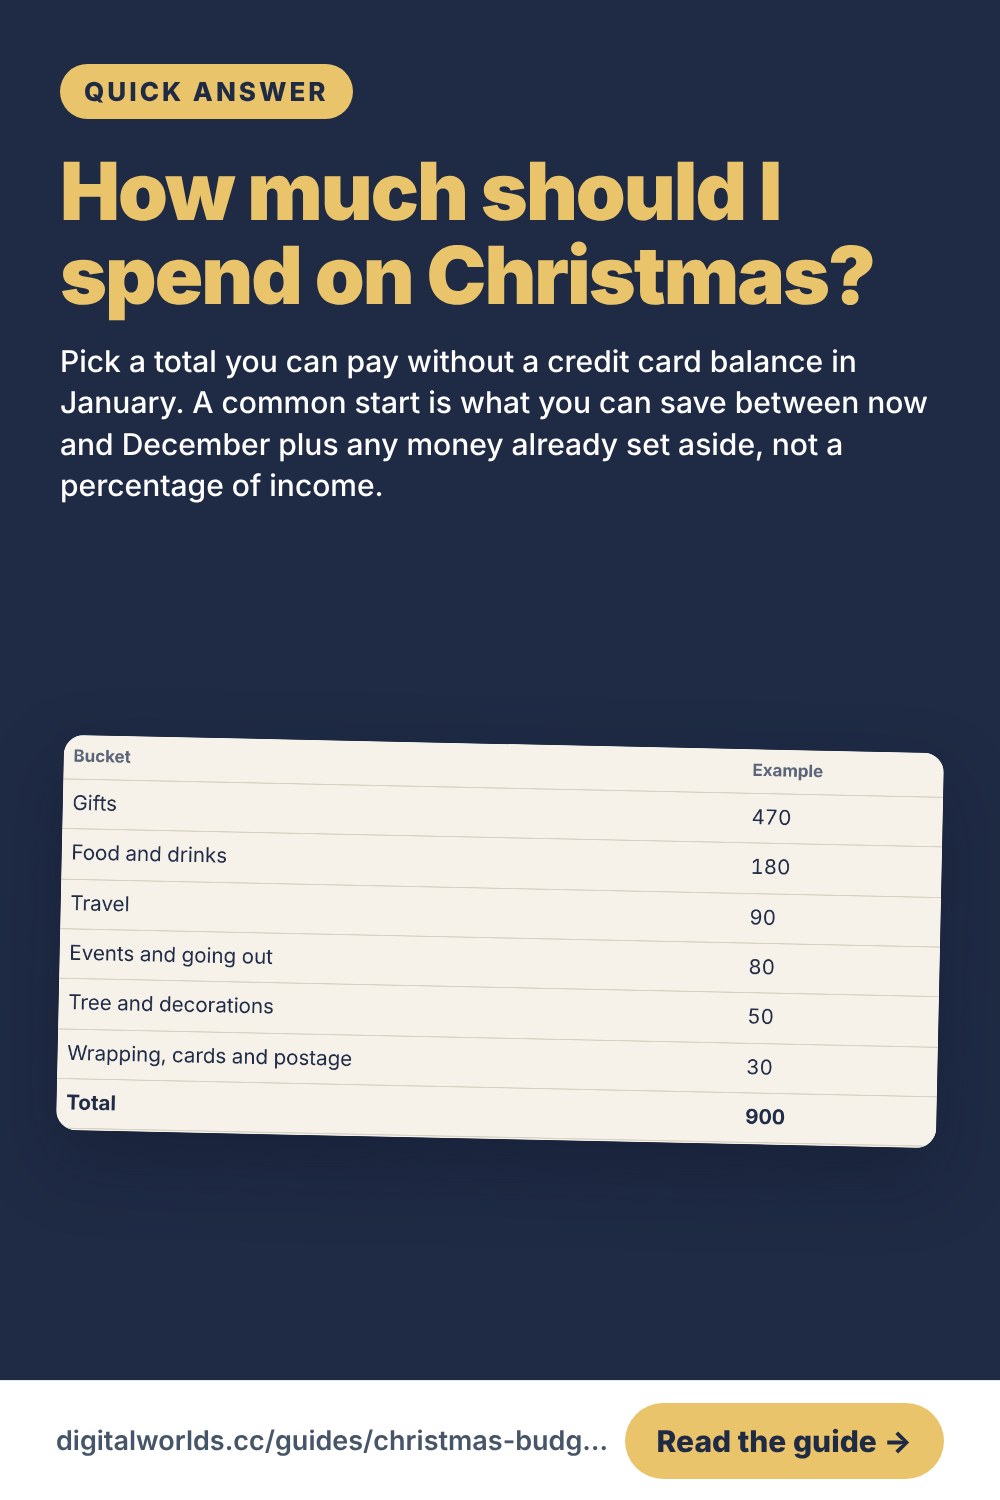 QUICK ANSWER
How much should I
spend on Christmas?
Pick a total you can pay without a credit card balance in
January. A common start is what you can save between now
and December plus any money already set aside, not a
percentage of income.
Bucket Example
Gifts 470
Food and drinks 180
Travel 90
Events and going out 80
Tree and decorations 50
Wrapping, cards and postage 30
Total 900
digitalworlds.cc/guides/christmas-budg... Read the guide →